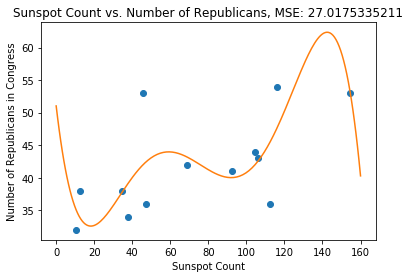 Sunspot Count vs. Number of Republicans, MSE: 27.0175335211
Number of Republicans in Congress
60
55
50
45
40
35
0 20 40 60 80 100 120 140 160
Sunspot Count